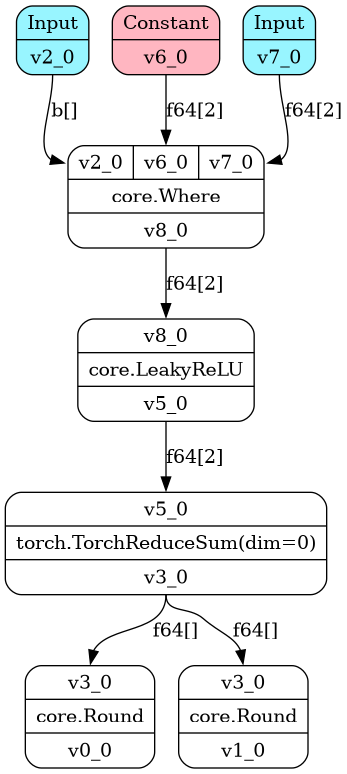 Input
v2_0
Constant
v6_0
Input
v7_0
b[]
f64[2]
f64[2]
v2_0 v6_0 v7_0
core.Where
v8_0
f64[2]
v8_0
core.LeakyReLU
v5_0
f64[2]
v5_0
torch.TorchReduceSum(dim=0)
v3_0
f64[]
f64[]
v3_0
core.Round
v0_0
v3_0
core.Round
v1_0